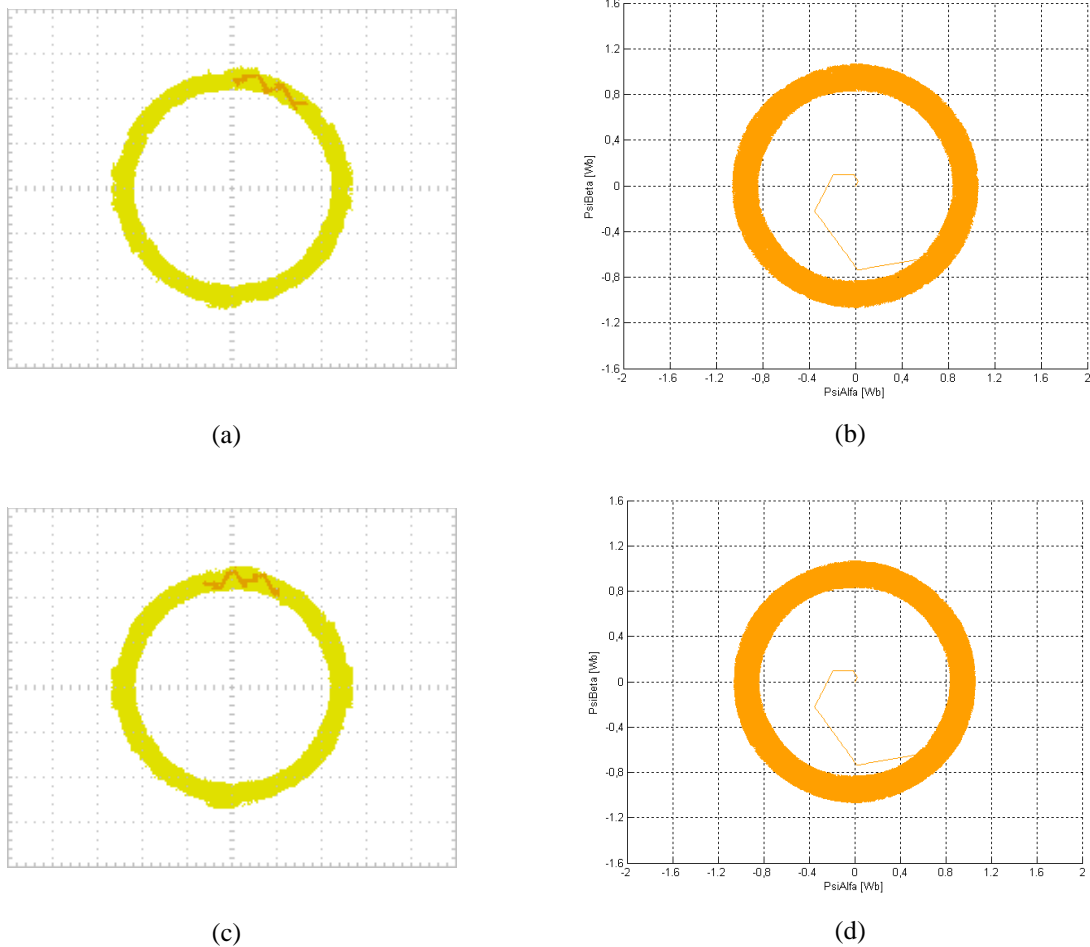 1.6
1.2
0.8
0,4
0
-0,4
-0,8
-1.2
-1.6
PsiBeta [Wb]
-2 -1.6 -1.2 -0,8 -0,4 0 0,4 0.8 1.2 1.6 2
PsiAlfa [Wb]
(a)
(b)
1.6
1.2
0,8
0,4
0
-0,4
-0,8
-1.2
-1.6
PsiBeta [Wb]
-2 -1.6 -1.2 -0,8 -0,4 0 0,4 0,8 1.2 1.6 2
PsiAlfa [Wb]
(c)
(d)